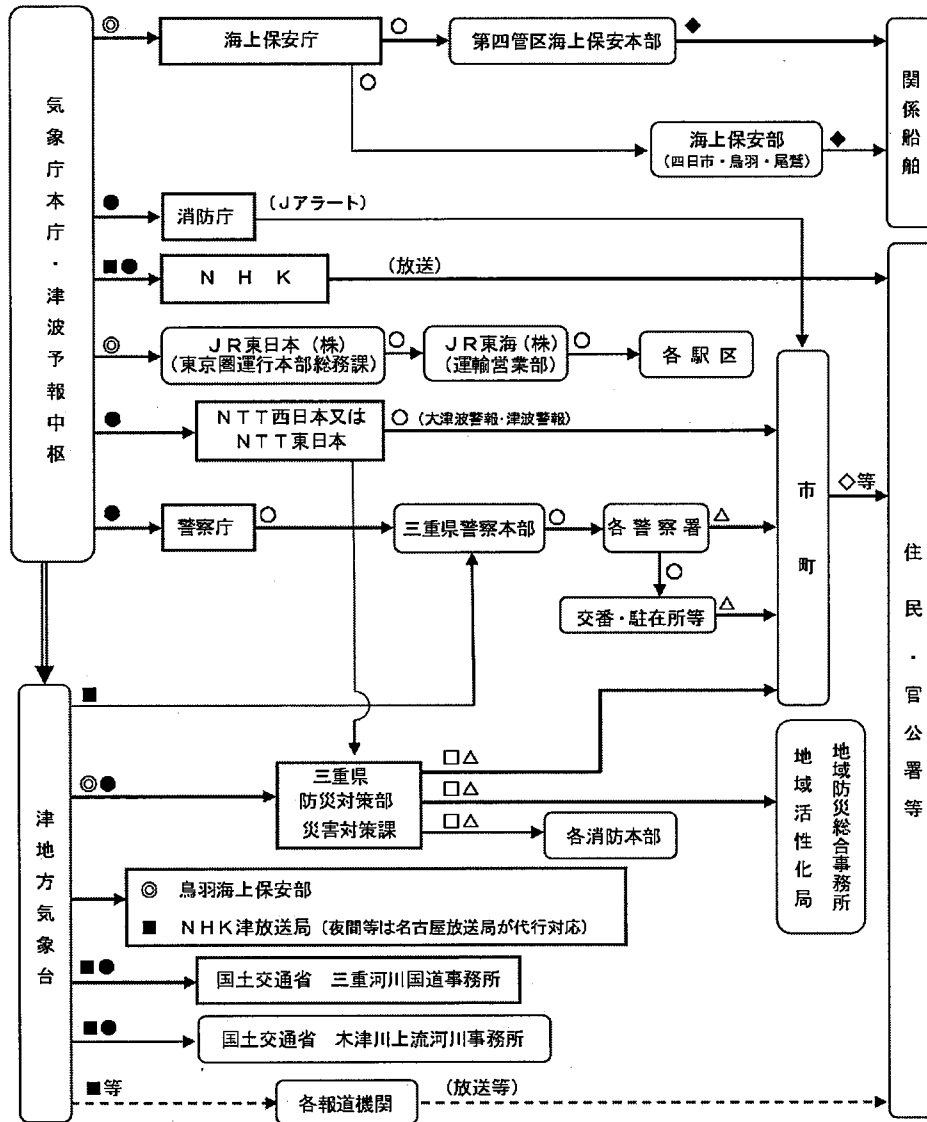 気象庁本庁・津波予報中枢
◎
海上保安庁
○
第四管区海上保安本部
◆
関係船舶
○
海上保安部
(四日市・鳥羽・尾鷲)
◆
●
消防庁
(Jアラート)
■●
NHK
(放送)
◎
JR東日本(株)
(東京圏運行本部総務課)
○
JR東海(株)
(運輸営業部)
○
各駅区
●
NTT西日本又は
NTT東日本
○
(大津波警報・津波警報)
市町
◇等
住民・官公署等
●
警察庁
○
三重県警察本部
○
各警察署
△
○
交番・駐在所等
△
津地方気象台
■
◎●
三重県
防災対策部
災害対策課
□△
□△
□△
各消防本部
地域防災総合事務所
地域活性化局
◎ 鳥羽海上保安部
■ NHK津放送局(夜間等は名古屋放送局が代行対応)
■●
国土交通省 三重河川国道事務所
■●
国土交通省 木津川上流河川事務所
■等
各報道機関
(放送等)